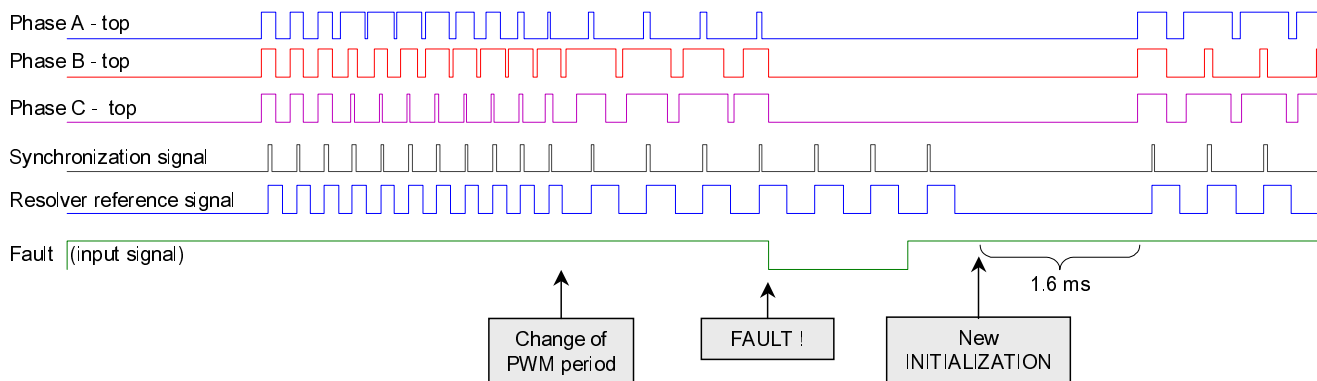 Phase A - top
Phase B - top
Phase C - top
Synchronization signal
Resolver reference signal
Fault (input signal)
1.6 ms
Change of
PWM period
FAULT !
New
INITIALIZATION